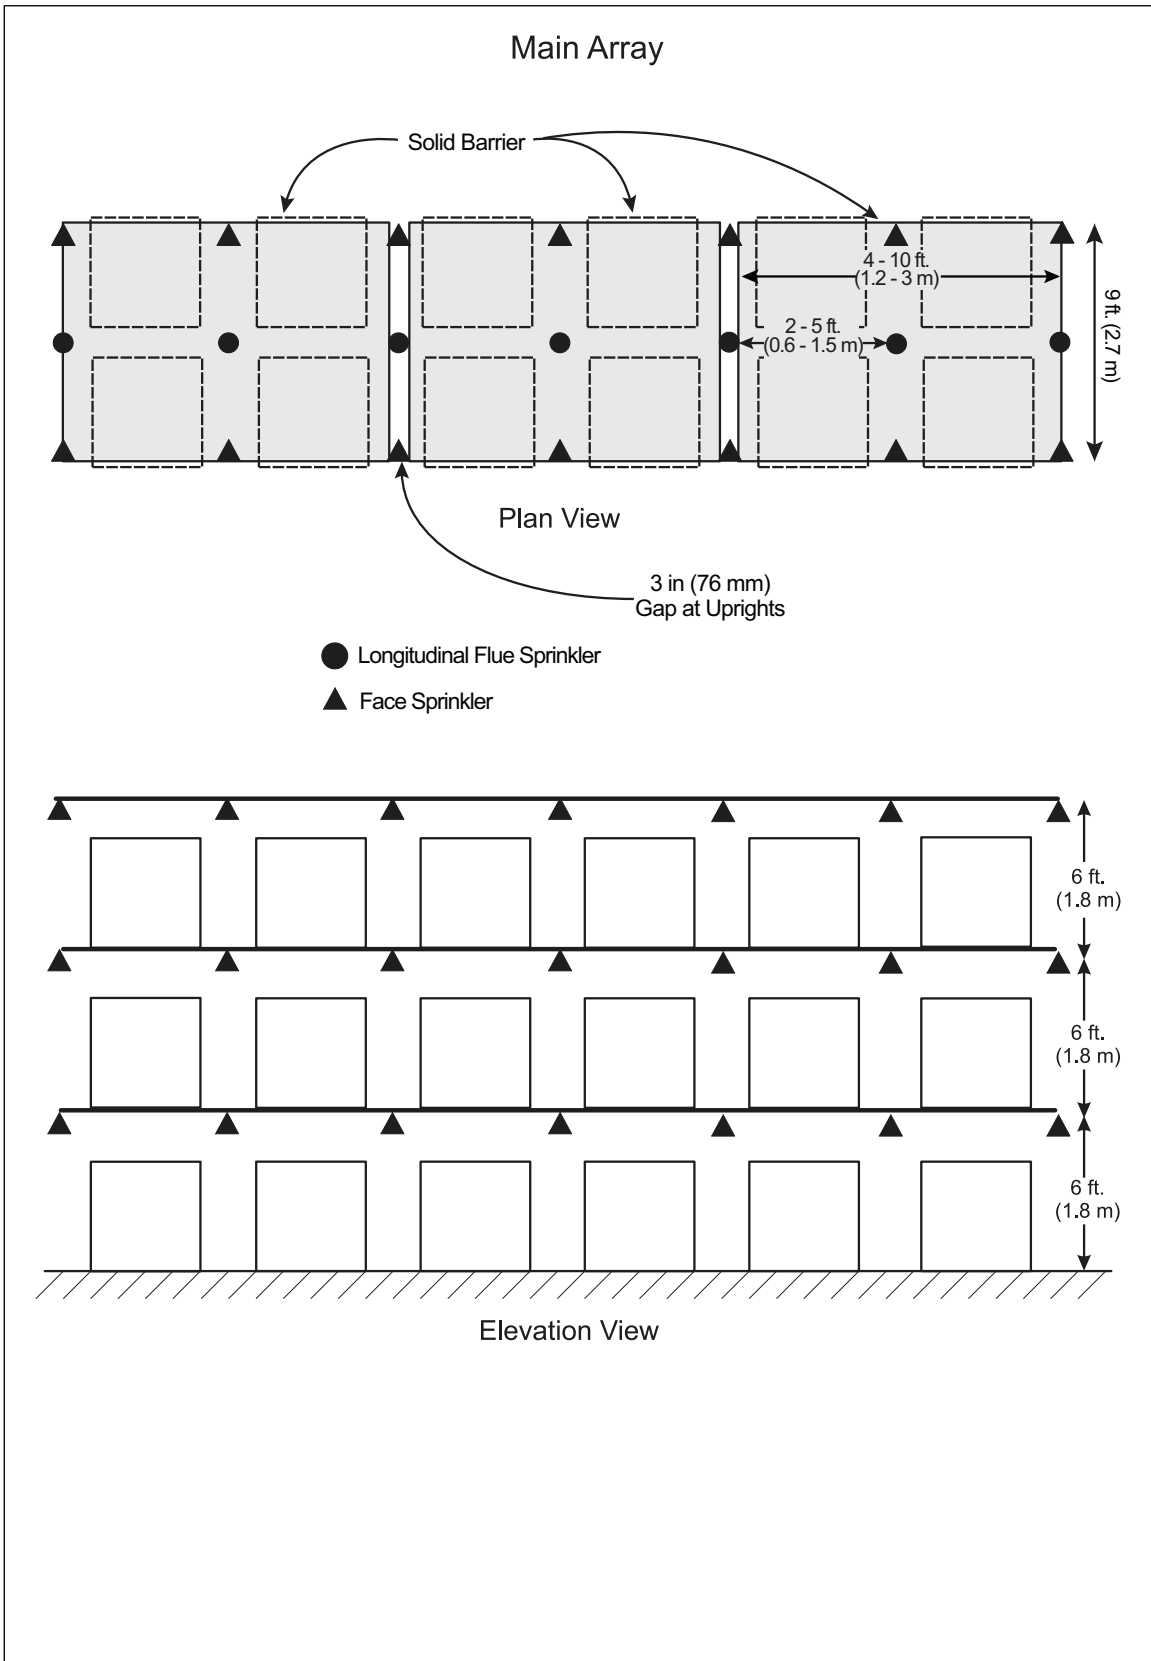 Main Array
Solid Barrier
4 - 10 ft.
(1.2 - 3 m)
2 - 5 ft.
(0.6 - 1.5 m)
9 ft. (2.7 m)
Plan View
3 in (76 mm)
Gap at Uprights
Longitudinal Flue Sprinkler
Face Sprinkler
6 ft.
(1.8 m)
6 ft.
(1.8 m)
6 ft.
(1.8 m)
Elevation View